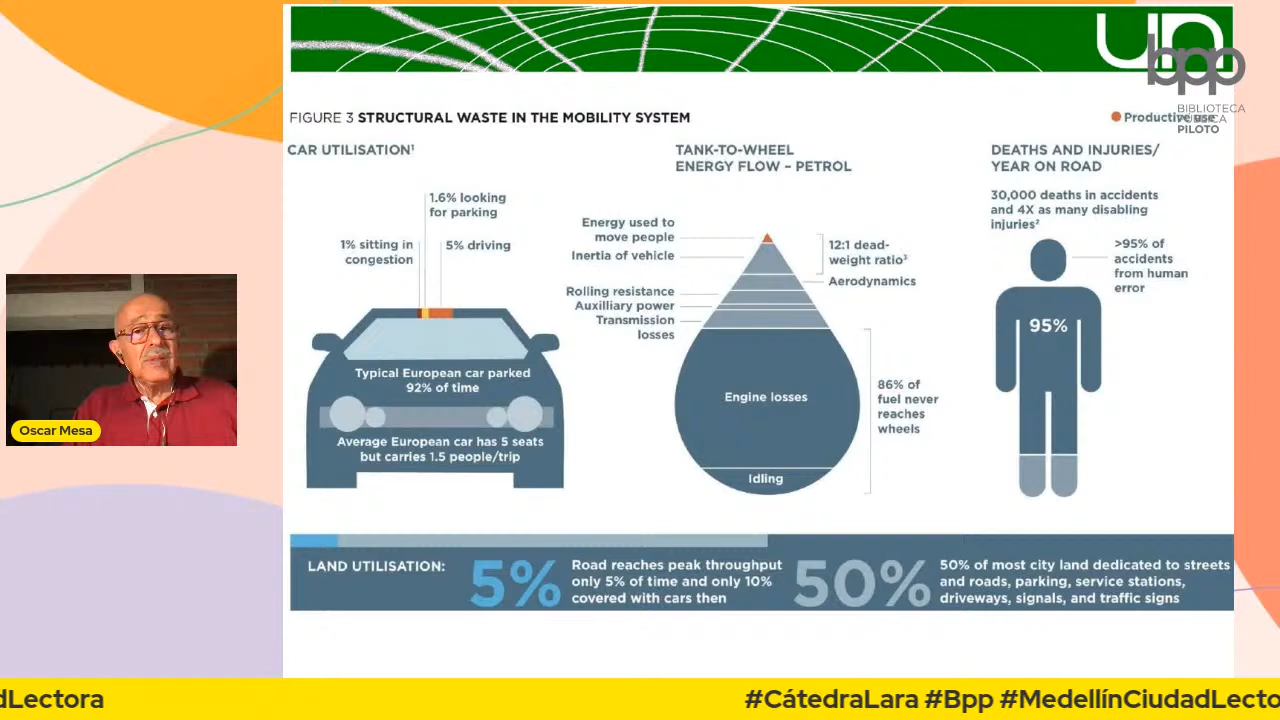 un
bpp
BIBLIOTECA
PÚBLICA
PILOTO
FIGURE 3 STRUCTURAL WASTE IN THE MOBILITY SYSTEM
Productive use
CAR UTILISATION¹
1.6% looking
for parking
1% sitting in
congestion
5% driving
Typical European car parked
92% of time
Average European car has 5 seats
but carries 1.5 people/trip
TANK-TO-WHEEL
ENERGY FLOW – PETROL
Energy used to
move people
Inertia of vehicle
12:1 dead-
weight ratio³
Aerodynamics
Rolling resistance
Auxilliary power
Transmission
losses
Engine losses
86% of
fuel never
reaches
wheels
Idling
DEATHS AND INJURIES/
YEAR ON ROAD
30,000 deaths in accidents
and 4X as many disabling
injuries²
>95% of
accidents
from human
error
95%
Oscar Mesa
LAND UTILISATION:
5%
Road reaches peak throughput
only 5% of time and only 10%
covered with cars then
50%
50% of most city land dedicated to streets
and roads, parking, service stations,
driveways, signals, and traffic signs
dLectora
#CátedraLara #Bpp #MedellínCiudadLecto